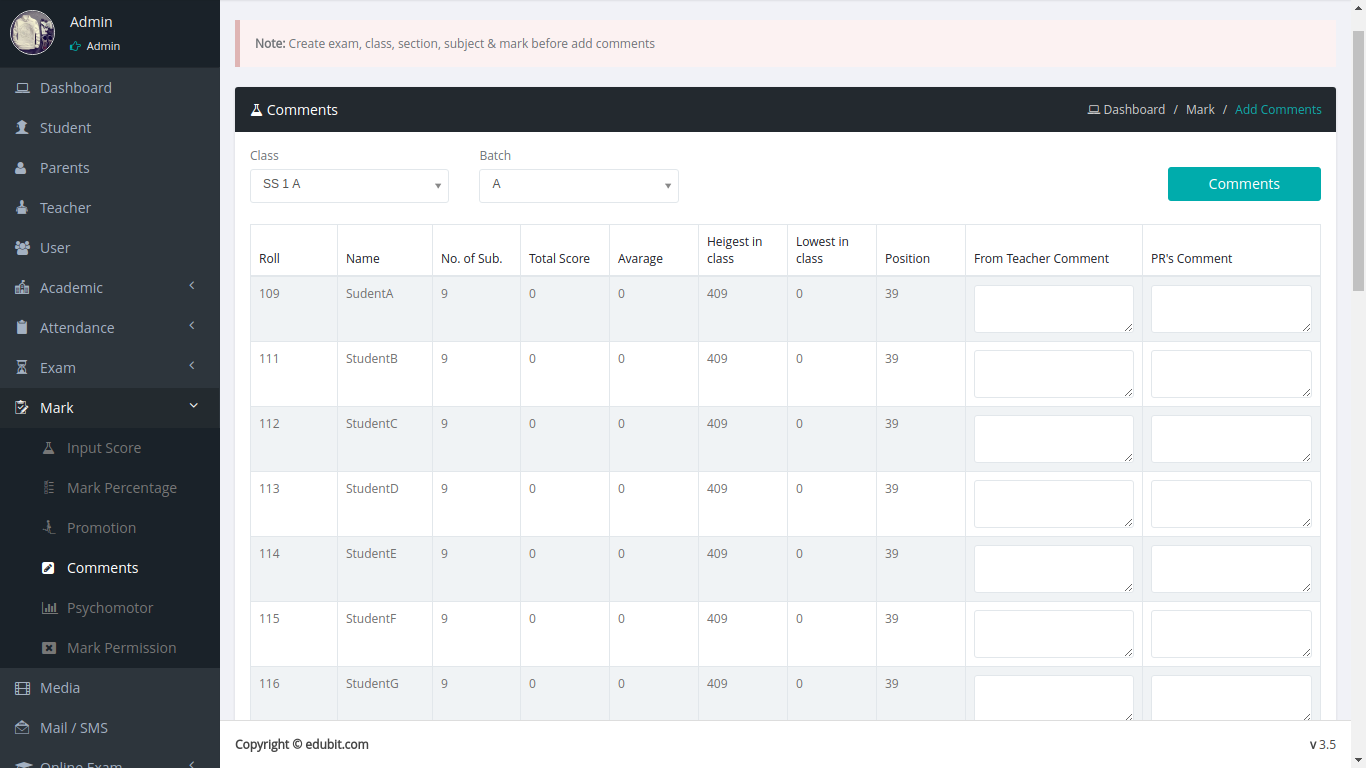 Admin
Admin
Dashboard
Student
Parents
Teacher
User
Academic
Attendance
Exam
Mark
Input Score
Mark Percentage
Promotion
Comments
Psychomotor
Mark Permission
Media
Mail / SMS
Online Exam
Note: Create exam, class, section, subject & mark before add comments
Comments
Dashboard / Mark / Add Comments
Class Batch
SS 1 A A
Comments
Roll Name No. of Sub. Total Score Avarage Heigest in class Lowest in class Position From Teacher Comment PR's Comment
109 SudentA 9 0 0 409 0 39
111 StudentB 9 0 0 409 0 39
112 StudentC 9 0 0 409 0 39
113 StudentD 9 0 0 409 0 39
114 StudentE 9 0 0 409 0 39
115 StudentF 9 0 0 409 0 39
116 StudentG 9 0 0 409 0 39
Copyright © edubit.com
v 3.5